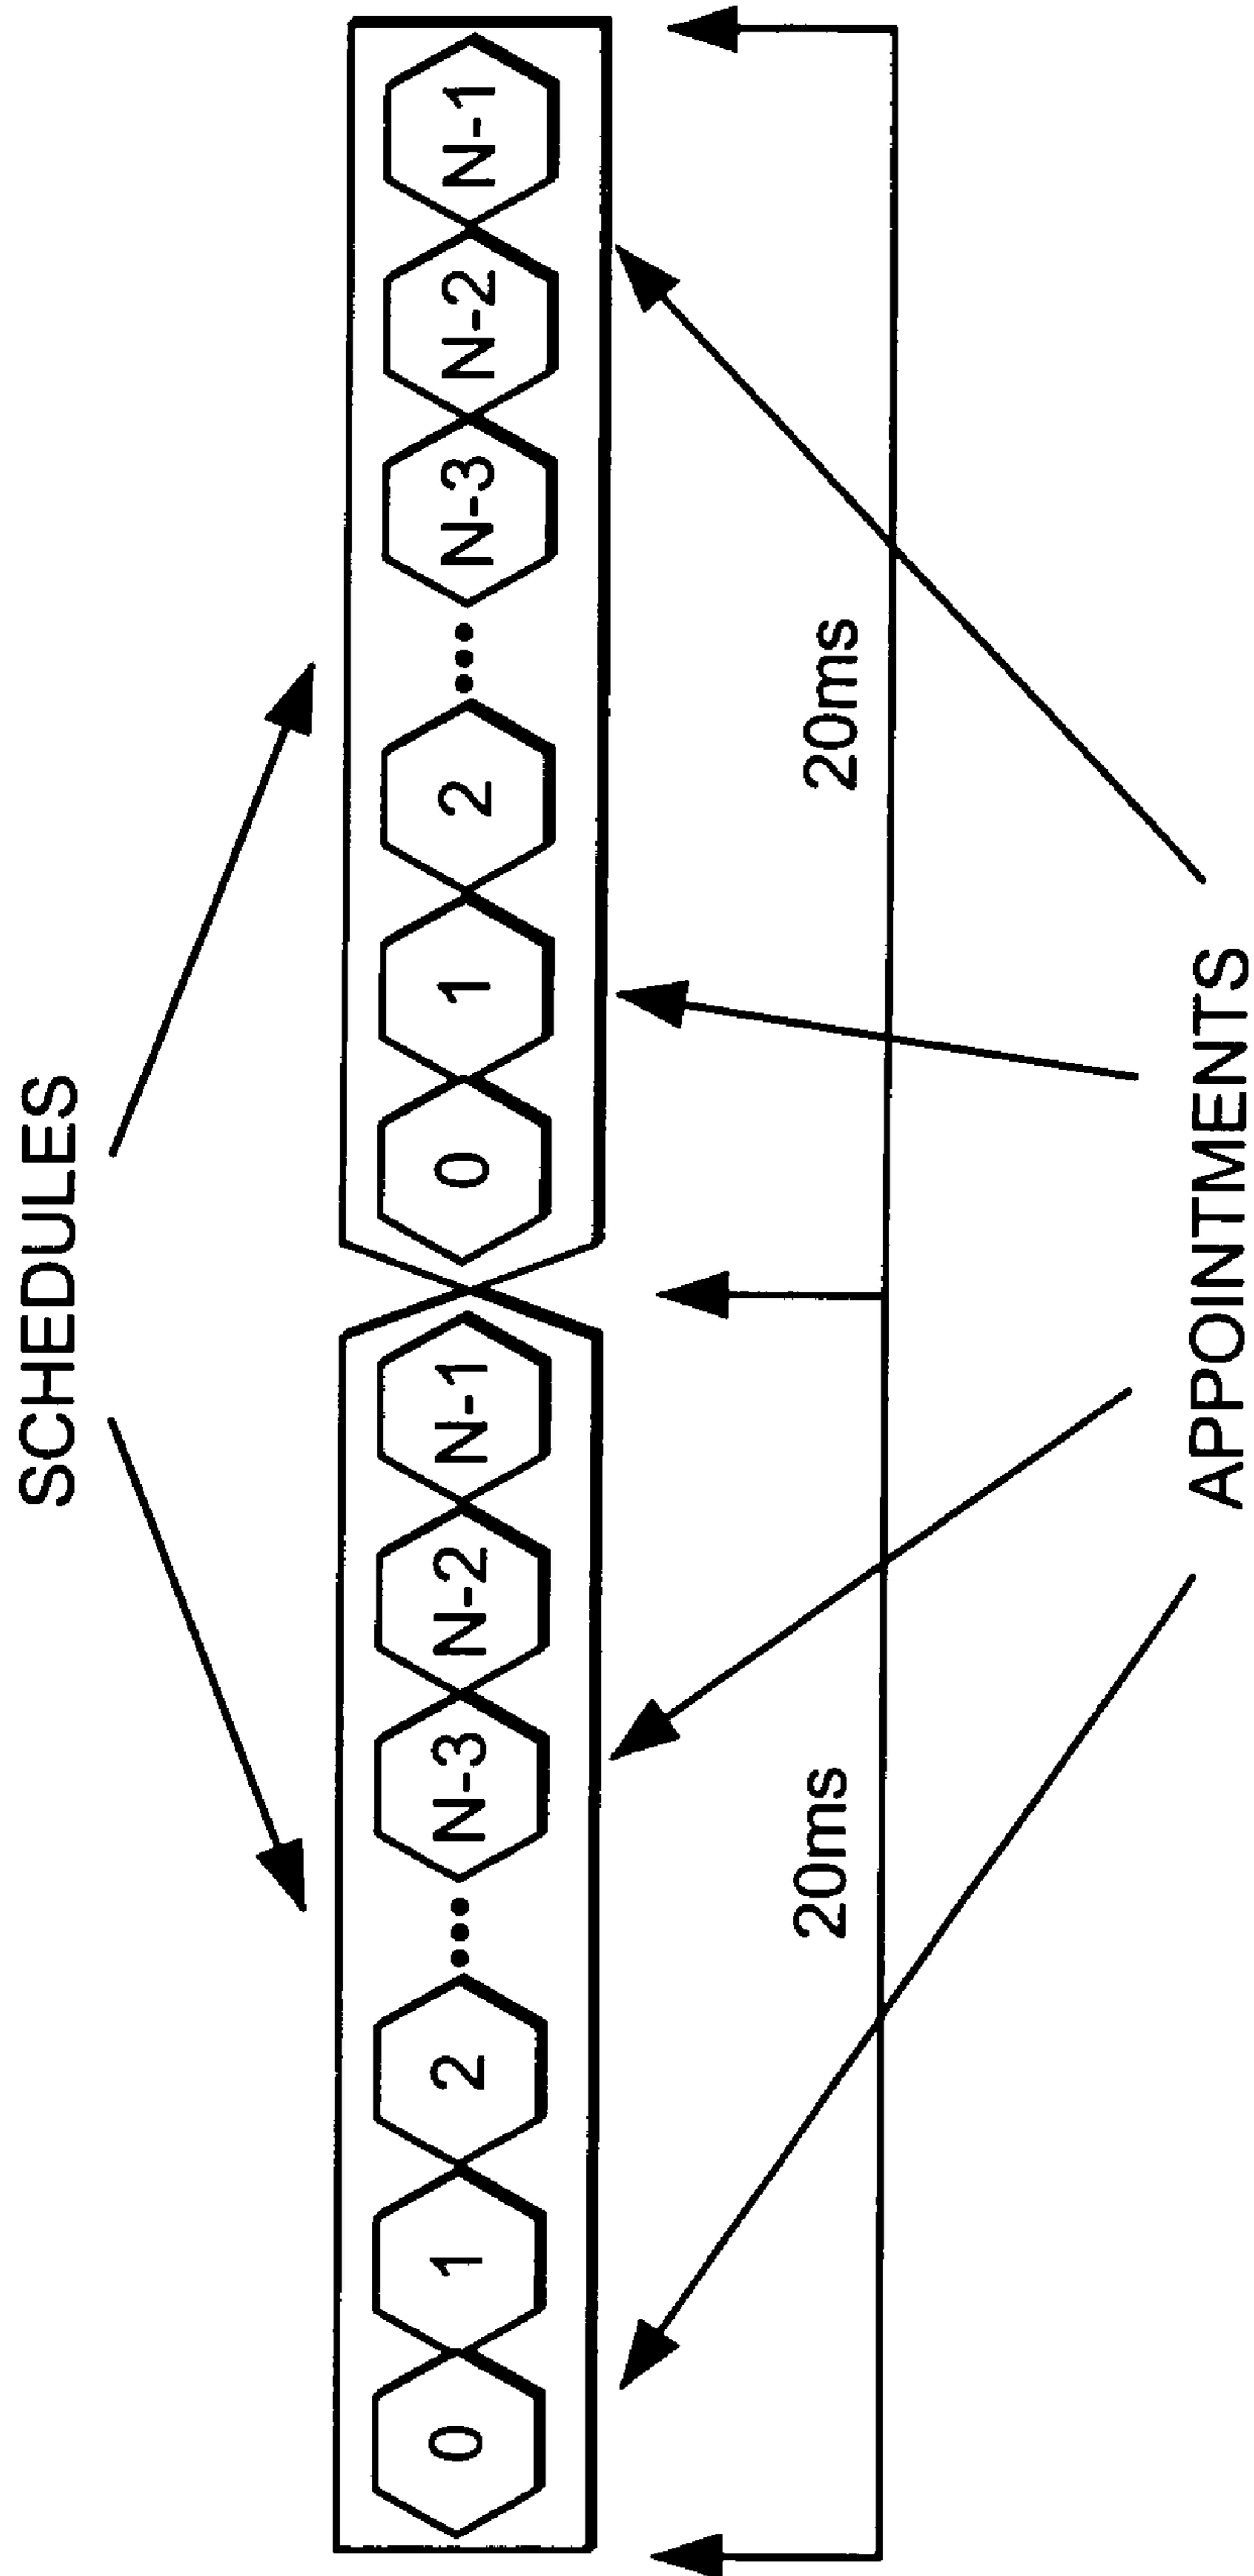 SCHEDULES
0 1 2 •••• N-3 N-2 N-1 0 1 2 •••• N-3 N-2 N-1
20ms 20ms
APPOINTMENTS